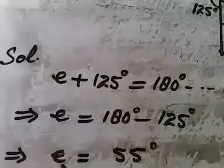 125°
Sol.
e + 125° = 180° - - -
⇒ e = 180° - 125°
⇒ e = 55°